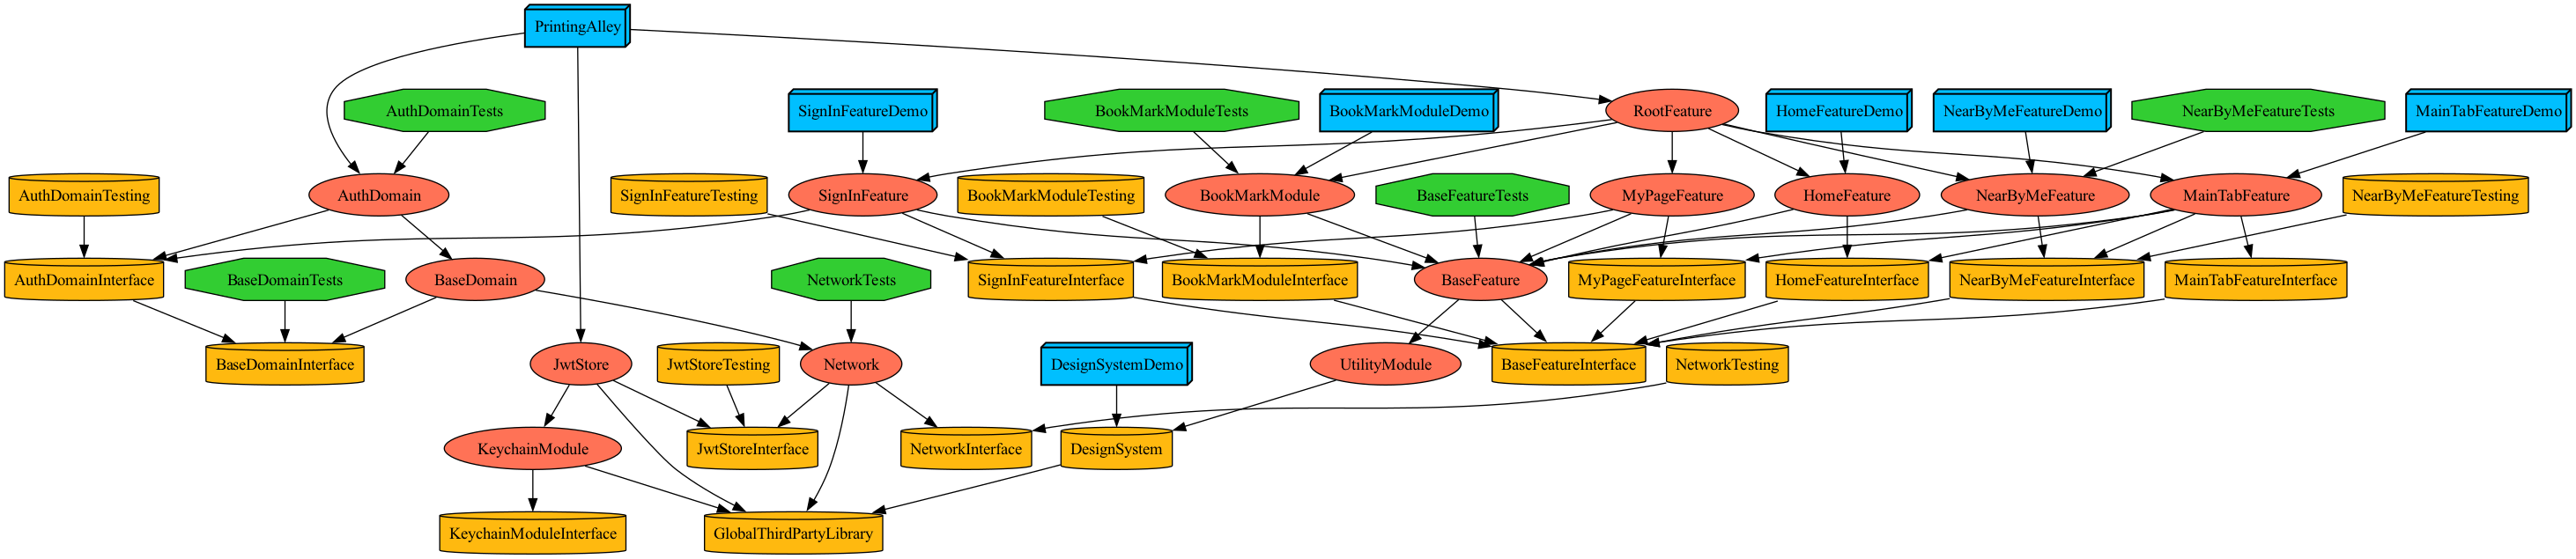 PrintingAlley
AuthDomainTests
SignInFeatureDemo
BookMarkModuleTests
BookMarkModuleDemo
RootFeature
HomeFeatureDemo
NearByMeFeatureDemo
NearByMeFeatureTests
MainTabFeatureDemo
AuthDomainTesting
AuthDomain
SignInFeatureTesting
SignInFeature
BookMarkModuleTesting
BookMarkModule
BaseFeatureTests
MyPageFeature
HomeFeature
NearByMeFeature
MainTabFeature
NearByMeFeatureTesting
AuthDomainInterface
BaseDomainTests
BaseDomain
NetworkTests
SignInFeatureInterface
BookMarkModuleInterface
BaseFeature
MyPageFeatureInterface
HomeFeatureInterface
NearByMeFeatureInterface
MainTabFeatureInterface
BaseDomainInterface
JwtStore
JwtStoreTesting
Network
DesignSystemDemo
UtilityModule
BaseFeatureInterface
NetworkTesting
KeychainModule
JwtStoreInterface
NetworkInterface
DesignSystem
KeychainModuleInterface
GlobalThirdPartyLibrary